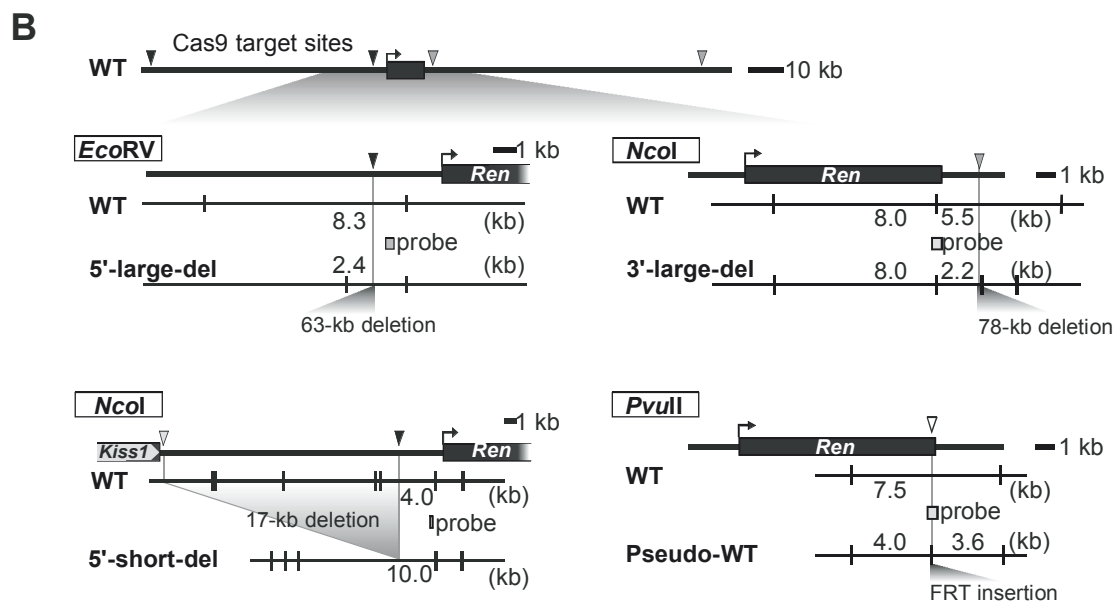 B
Cas9 target sites
WT
10 kb
EcoRV
1 kb
Ren
WT
8.3
(kb)
probe
5'-large-del
2.4
(kb)
63-kb deletion
NcoI
Ren
1 kb
WT
8.0
5.5
(kb)
probe
3'-large-del
8.0
2.2
(kb)
78-kb deletion
NcoI
1 kb
Kiss1
Ren
WT
4.0
(kb)
17-kb deletion
probe
5'-short-del
10.0
(kb)
PvuII
Ren
1 kb
WT
7.5
(kb)
probe
Pseudo-WT
4.0
3.6
(kb)
FRT insertion